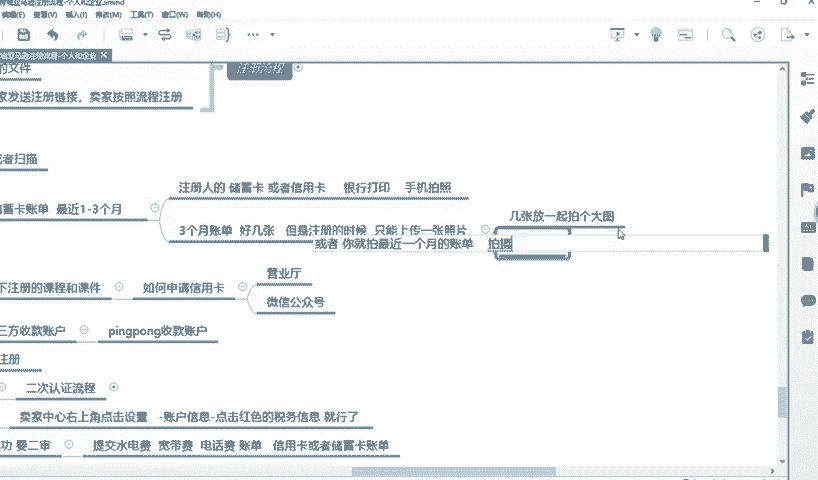 亚马逊注册流程-个人和企业.xmind
编辑(E) 查看(V) 插入(I) 修改(M) 工具(T) 窗口(W) 帮助(H)
亚马逊注册流程-个人和企业
的文件
注册流程
家发送注册链接，卖家按照流程注册
或者扫描
注册人的 储蓄卡 或者信用卡 银行打印 手机拍照
蓄卡账单 最近1-3个月
几张放一起拍个大图
3个月账单 好几张 但是注册的时候 只能上传一张照片
或者 你就拍最近一个月的账单 拍摄
营业厅
下注册的课程和课件
如何申请信用卡
微信公众号
三方收款账户
pingpong收款账户
注册
二次认证流程
卖家中心右上角点击设置 -账户信息-点击红色的税务信息 就行了
功 要二审
提交水电费 宽带费 电话费 账单 信用卡或者储蓄卡账单